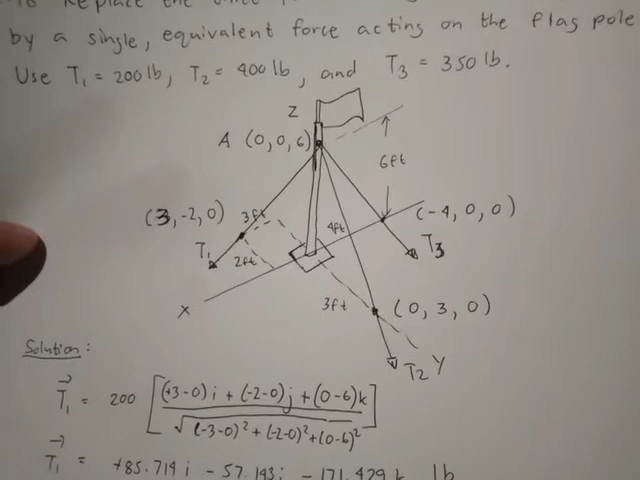 Replace the
by a single, equivalent force acting on the flag pole
Use T₁ = 200 lb, T₂ = 400 lb, and T₃ = 350 lb.
Z
A (0, 0, 6)
6ft
(3, -2, 0)
3ft
(-4, 0, 0)
4ft
T₁
2ft
T₃
X
3ft
(0, 3, 0)
T₂
Y
Solution:
T₁ = 200 [ (+3-0)i + (-2-0)j + (0-6)k / √(-3-0)² + (-2-0)² + (0-6)² ]
T₁ = +85.714 i - 57.143 j - 171.429 k lb